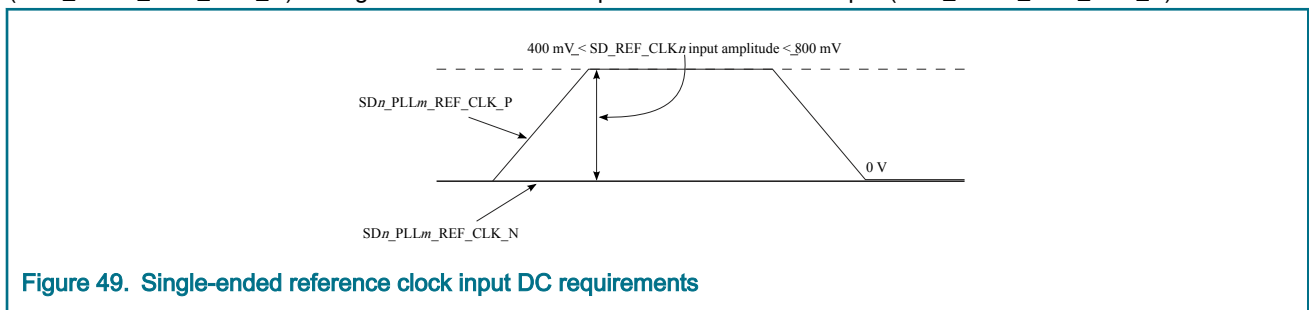 400 mV < SD_REF_CLKn input amplitude < 800 mV
SDn_PLLm_REF_CLK_P
0 V
SDn_PLLm_REF_CLK_N
Figure 49. Single-ended reference clock input DC requirements